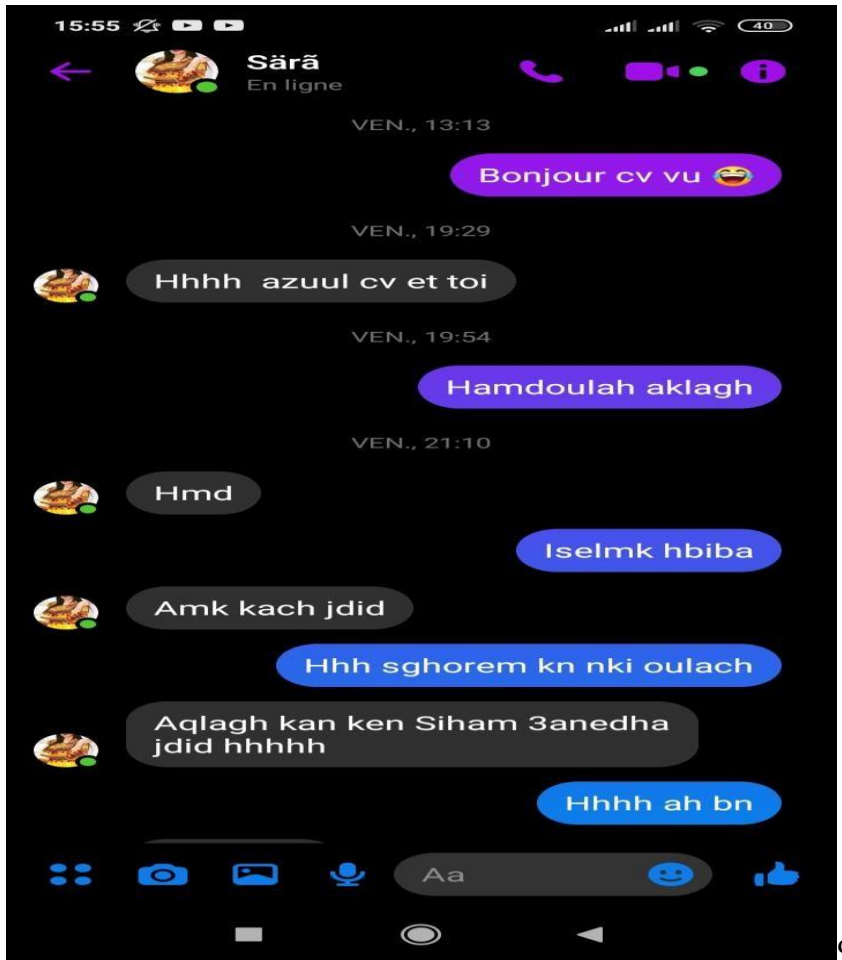 15:55
40
Särã
En ligne
VEN., 13:13
Bonjour cv vu 😂
VEN., 19:29
Hhhh azuul cv et toi
VEN., 19:54
Hamdoulah aklagh
VEN., 21:10
Hmd
Iselmk hbiba
Amk kach jdid
Hhh sghorem kn nki oulach
Aqlagh kan ken Siham 3anedha
jdid hhhhh
Hhhh ah bn
Aa